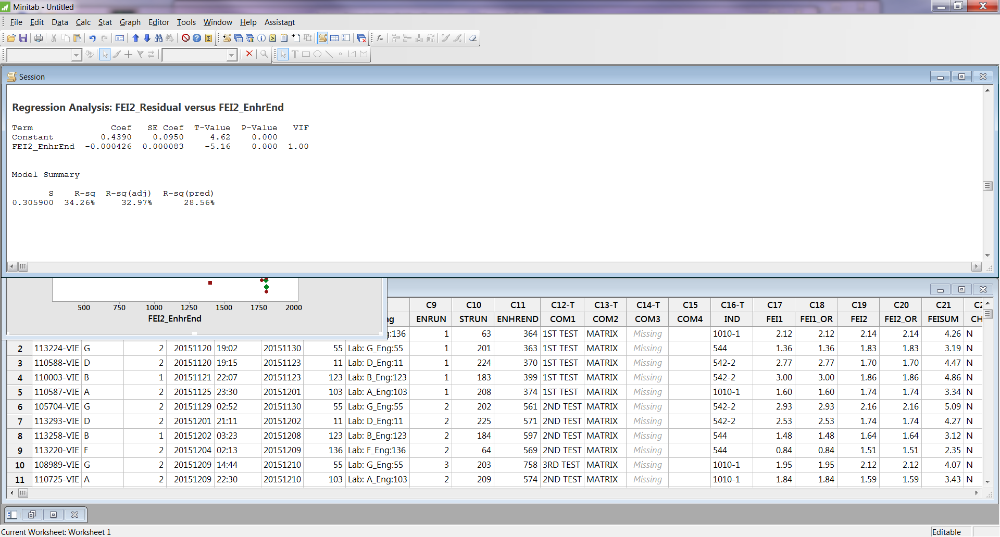 Minitab - Untitled
File Edit Data Calc Stat Graph Editor Tools Window Help Assistant
Session
Regression Analysis: FEI2_Residual versus FEI2_EnhrEnd
Term Coef SE Coef T-Value P-Value VIF
Constant 0.4390 0.0950 4.62 0.000
FEI2_EnhrEnd -0.000426 0.000083 -5.16 0.000 1.00
Model Summary
S R-sq R-sq(adj) R-sq(pred)
0.305900 34.26% 32.97% 28.56%
500 750 1000 1250 1500 1750 2000
FEI2_EnhrEnd
C9 C10 C11 C12-T C13-T C14-T C15 C16-T C17 C18 C19 C20 C21
ENRUN STRUN ENHREND COM1 COM2 COM3 COM4 IND FEI1 FEI1_OR FEI2 FEI2_OR FEISUM CH
g:136 1 63 364 1ST TEST MATRIX Missing 1010-1 2.12 2.12 2.14 2.14 4.26 N
2 113224-VIE G 2 20151120 19:02 20151130 55 Lab: G_Eng:55 1 201 363 1ST TEST MATRIX Missing 544 1.36 1.36 1.83 1.83 3.19 N
3 110588-VIE D 2 20151120 19:15 20151123 11 Lab: D_Eng:11 1 224 370 1ST TEST MATRIX Missing 542-2 2.77 2.77 1.70 1.70 4.47 N
4 110003-VIE B 1 20151121 22:07 20151123 123 Lab: B_Eng:123 1 183 399 1ST TEST MATRIX Missing 542-2 3.00 3.00 1.86 1.86 4.86 N
5 110587-VIE A 2 20151125 23:30 20151201 103 Lab: A_Eng:103 1 208 374 1ST TEST MATRIX Missing 1010-1 1.60 1.60 1.74 1.74 3.34 N
6 105704-VIE G 2 20151129 02:52 20151130 55 Lab: G_Eng:55 2 202 561 2ND TEST MATRIX Missing 542-2 2.93 2.93 2.16 2.16 5.09 N
7 113293-VIE D 2 20151201 21:11 20151202 11 Lab: D_Eng:11 2 225 571 2ND TEST MATRIX Missing 542-2 2.53 2.53 1.74 1.74 4.27 N
8 113258-VIE B 1 20151202 03:23 20151208 123 Lab: B_Eng:123 2 184 597 2ND TEST MATRIX Missing 544 1.48 1.48 1.64 1.64 3.12 N
9 113220-VIE F 2 20151204 02:13 20151209 136 Lab: F_Eng:136 2 64 569 2ND TEST MATRIX Missing 544 0.84 0.84 1.51 1.51 2.35 N
10 108989-VIE G 2 20151209 14:44 20151210 55 Lab: G_Eng:55 3 203 758 3RD TEST MATRIX Missing 1010-1 1.95 1.95 2.12 2.12 4.07 N
11 110725-VIE A 2 20151209 22:30 20151210 103 Lab: A_Eng:103 2 209 574 2ND TEST MATRIX Missing 1010-1 1.84 1.84 1.59 1.59 3.43 N
Current Worksheet: Worksheet 1
Editable